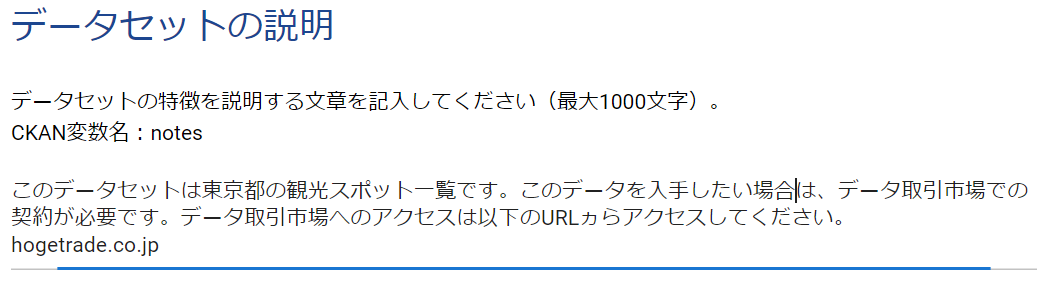 データセットの説明
データセットの特徴を説明する文章を記入してください（最大1000文字）。
CKAN変数名：notes
このデータセットは東京都の観光スポット一覧です。このデータを入手したい場合は、データ取引市場での
契約が必要です。データ取引市場へのアクセスは以下のURLヵらアクセスしてください。
hogetrade.co.jp